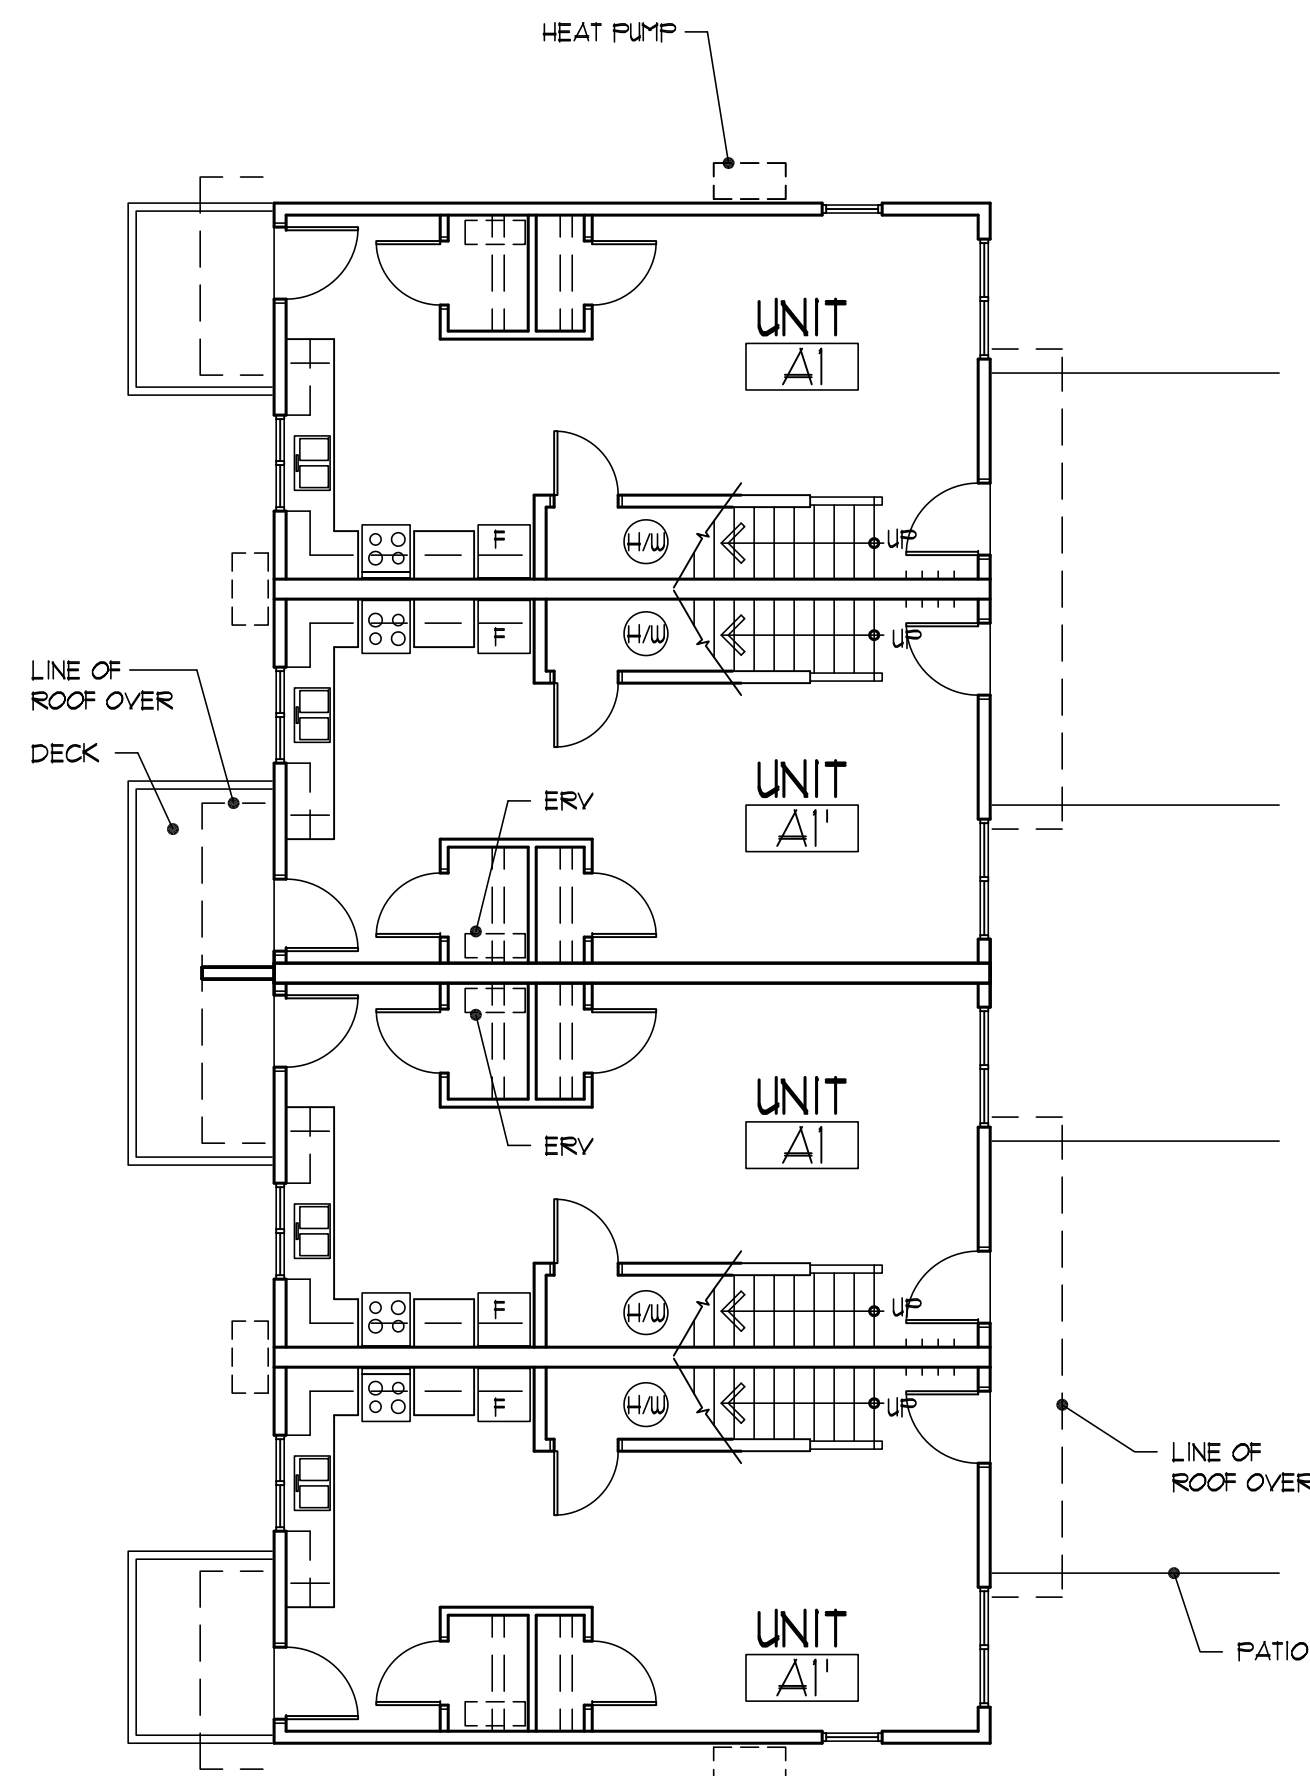 HEAT PUMP
UNIT
A1
F
H/W
UP
F
H/W
UP
LINE OF
ROOF OVER
DECK
UNIT
A1'
ERV
ERV
UNIT
A1
F
H/W
UP
F
H/W
UP
LINE OF
ROOF OVER
UNIT
A1'
PATIO